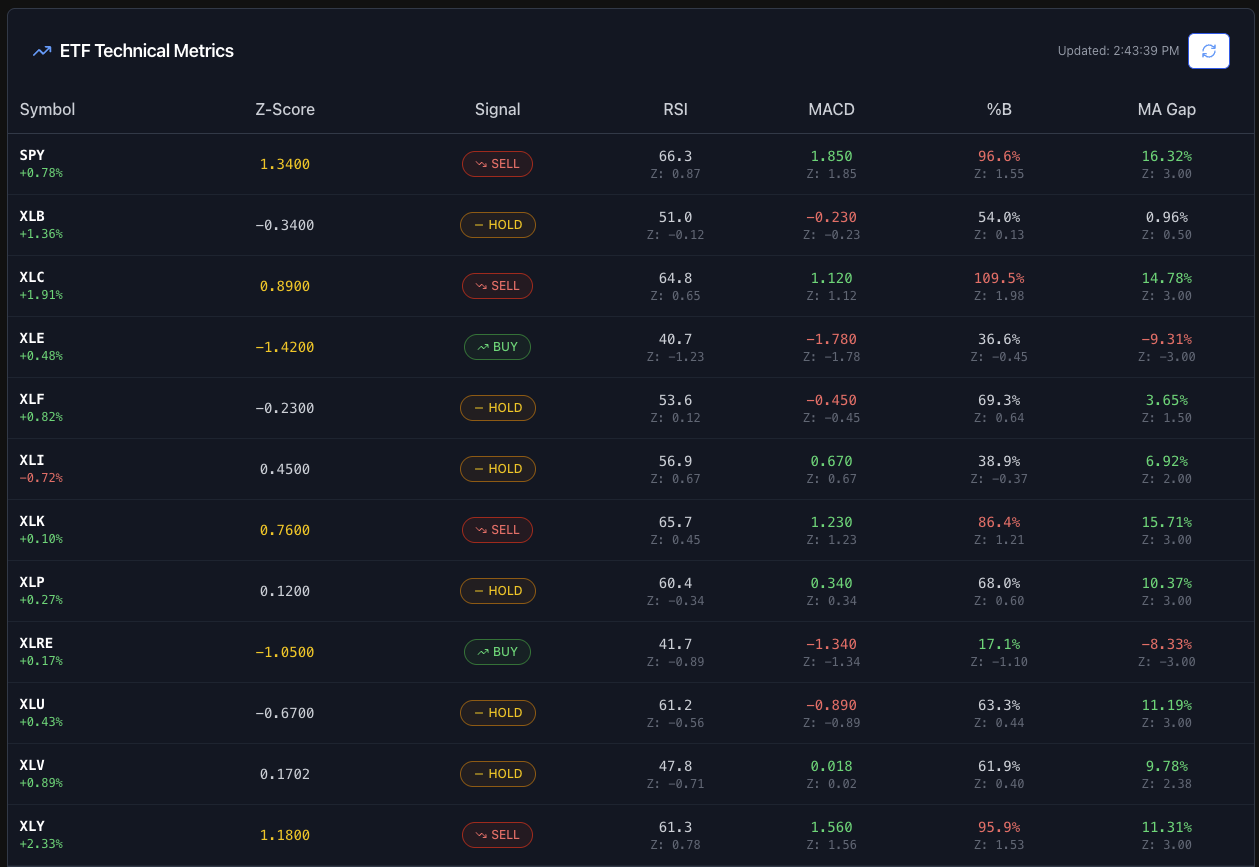 ETF Technical Metrics
Updated: 2:43:39 PM
Symbol Z-Score Signal RSI MACD %B MA Gap
SPY 1.3400 SELL 66.3 1.850 96.6% 16.32%
+0.78% Z: 0.87 Z: 1.85 Z: 1.55 Z: 3.00
XLB −0.3400 HOLD 51.0 −0.230 54.0% 0.96%
+1.36% Z: −0.12 Z: −0.23 Z: 0.13 Z: 0.50
XLC 0.8900 SELL 64.8 1.120 109.5% 14.78%
+1.91% Z: 0.65 Z: 1.12 Z: 1.98 Z: 3.00
XLE −1.4200 BUY 40.7 −1.780 36.6% −9.31%
+0.48% Z: −1.23 Z: −1.78 Z: −0.45 Z: −3.00
XLF −0.2300 HOLD 53.6 −0.450 69.3% 3.65%
+0.82% Z: 0.12 Z: −0.45 Z: 0.64 Z: 1.50
XLI 0.4500 HOLD 56.9 0.670 38.9% 6.92%
−0.72% Z: 0.67 Z: 0.67 Z: −0.37 Z: 2.00
XLK 0.7600 SELL 65.7 1.230 86.4% 15.71%
+0.10% Z: 0.45 Z: 1.23 Z: 1.21 Z: 3.00
XLP 0.1200 HOLD 60.4 0.340 68.0% 10.37%
+0.27% Z: −0.34 Z: 0.34 Z: 0.60 Z: 3.00
XLRE −1.0500 BUY 41.7 −1.340 17.1% −8.33%
+0.17% Z: −0.89 Z: −1.34 Z: −1.10 Z: −3.00
XLU −0.6700 HOLD 61.2 −0.890 63.3% 11.19%
+0.43% Z: −0.56 Z: −0.89 Z: 0.44 Z: 3.00
XLV 0.1702 HOLD 47.8 0.018 61.9% 9.78%
+0.89% Z: −0.71 Z: 0.02 Z: 0.40 Z: 2.38
XLY 1.1800 SELL 61.3 1.560 95.9% 11.31%
+2.33% Z: 0.78 Z: 1.56 Z: 1.53 Z: 3.00